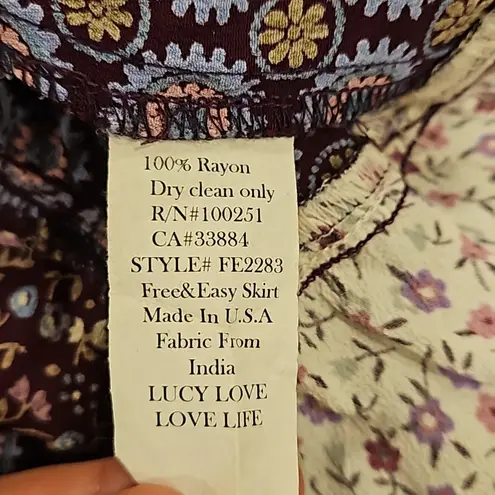 100% Rayon
Dry clean only
R/N#100251
CA#33884
STYLE# FE2283
Free&Easy Skirt
Made In U.S.A
Fabric From
India
LUCY LOVE
LOVE LIFE